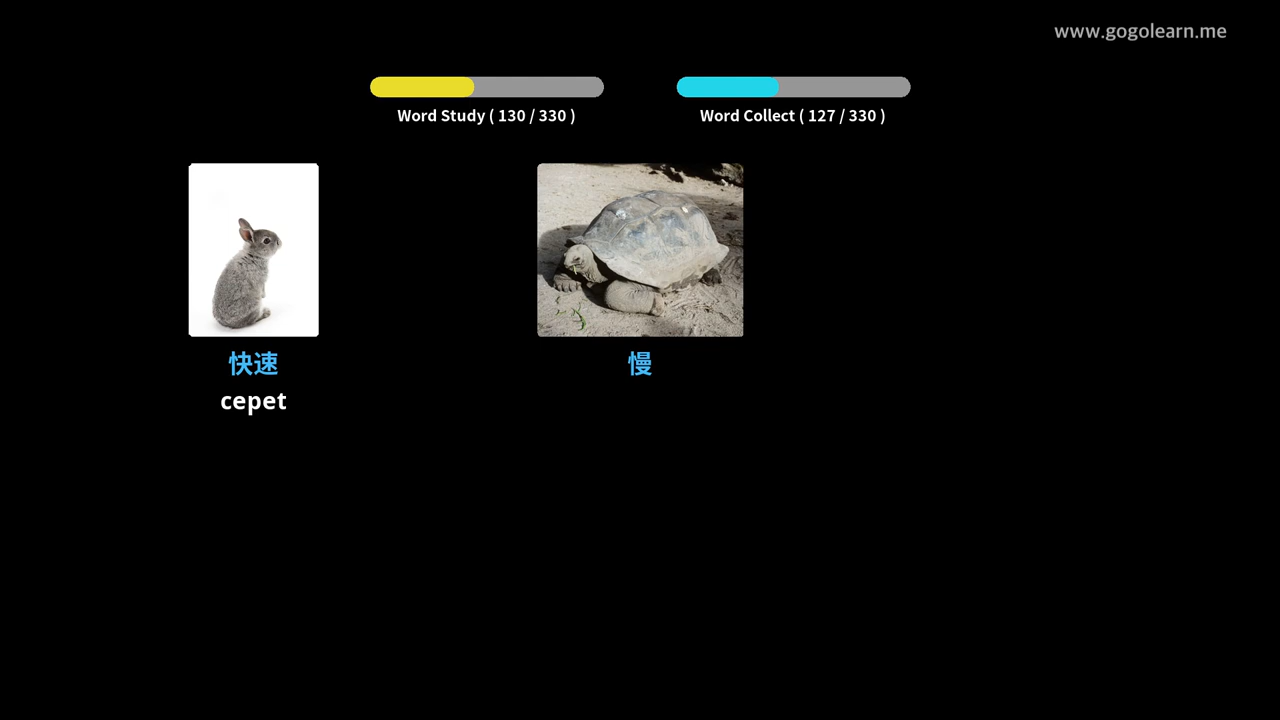 www.gogolearn.me
Word Study ( 130 / 330 )
Word Collect ( 127 / 330 )
快速
慢
cepet